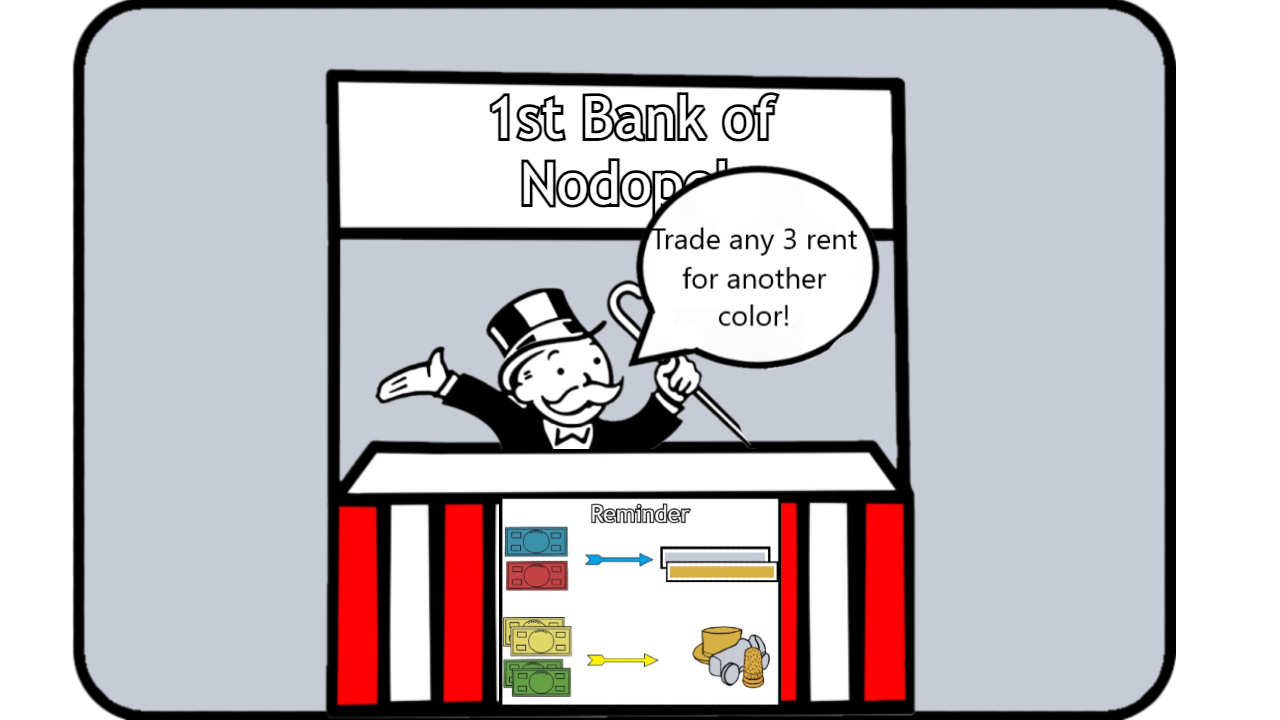 1st Bank of
Trade any 3 rent
for another
color!
Reminder